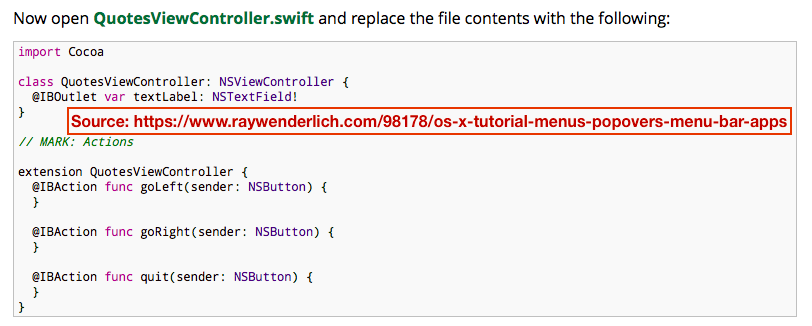 Now open QuotesViewController.swift and replace the file contents with the following:
import Cocoa
class QuotesViewController: NSViewController {
@IBOutlet var textLabel: NSTextField!
}
Source: https://www.raywenderlich.com/98178/os-x-tutorial-menus-popovers-menu-bar-apps
// MARK: Actions
extension QuotesViewController {
@IBAction func goLeft(sender: NSButton) {
}
@IBAction func goRight(sender: NSButton) {
}
@IBAction func quit(sender: NSButton) {
}
}